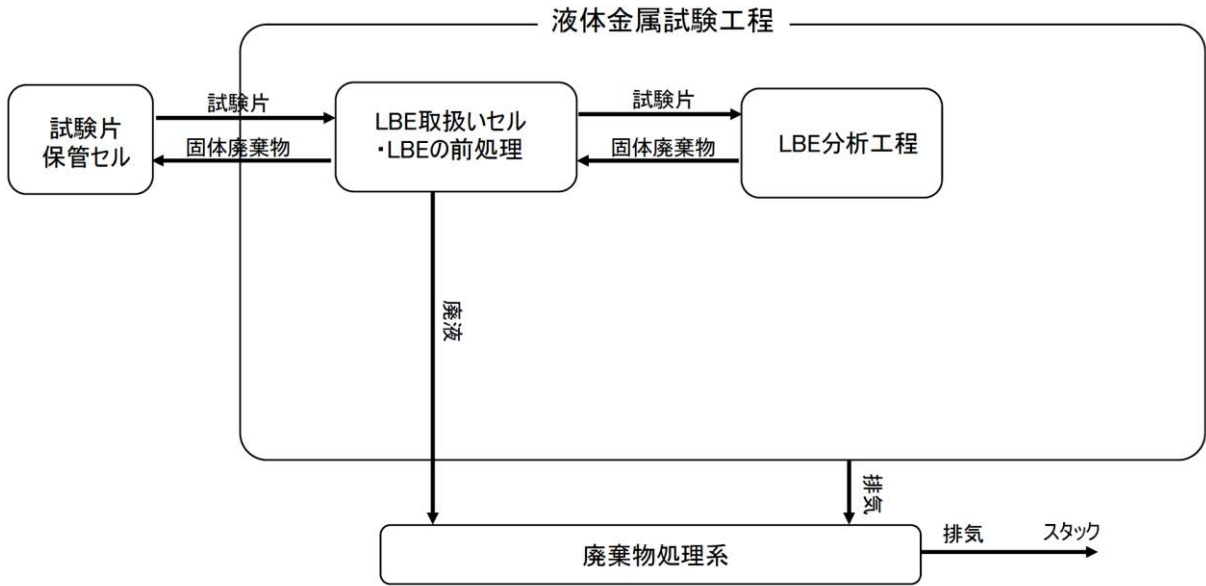 液体金属試験工程
試験片
保管セル
試験片
固体廃棄物
LBE取扱いセル
・LBEの前処理
試験片
固体廃棄物
LBE分析工程
廃液
排気
廃棄物処理系
排気
スタック